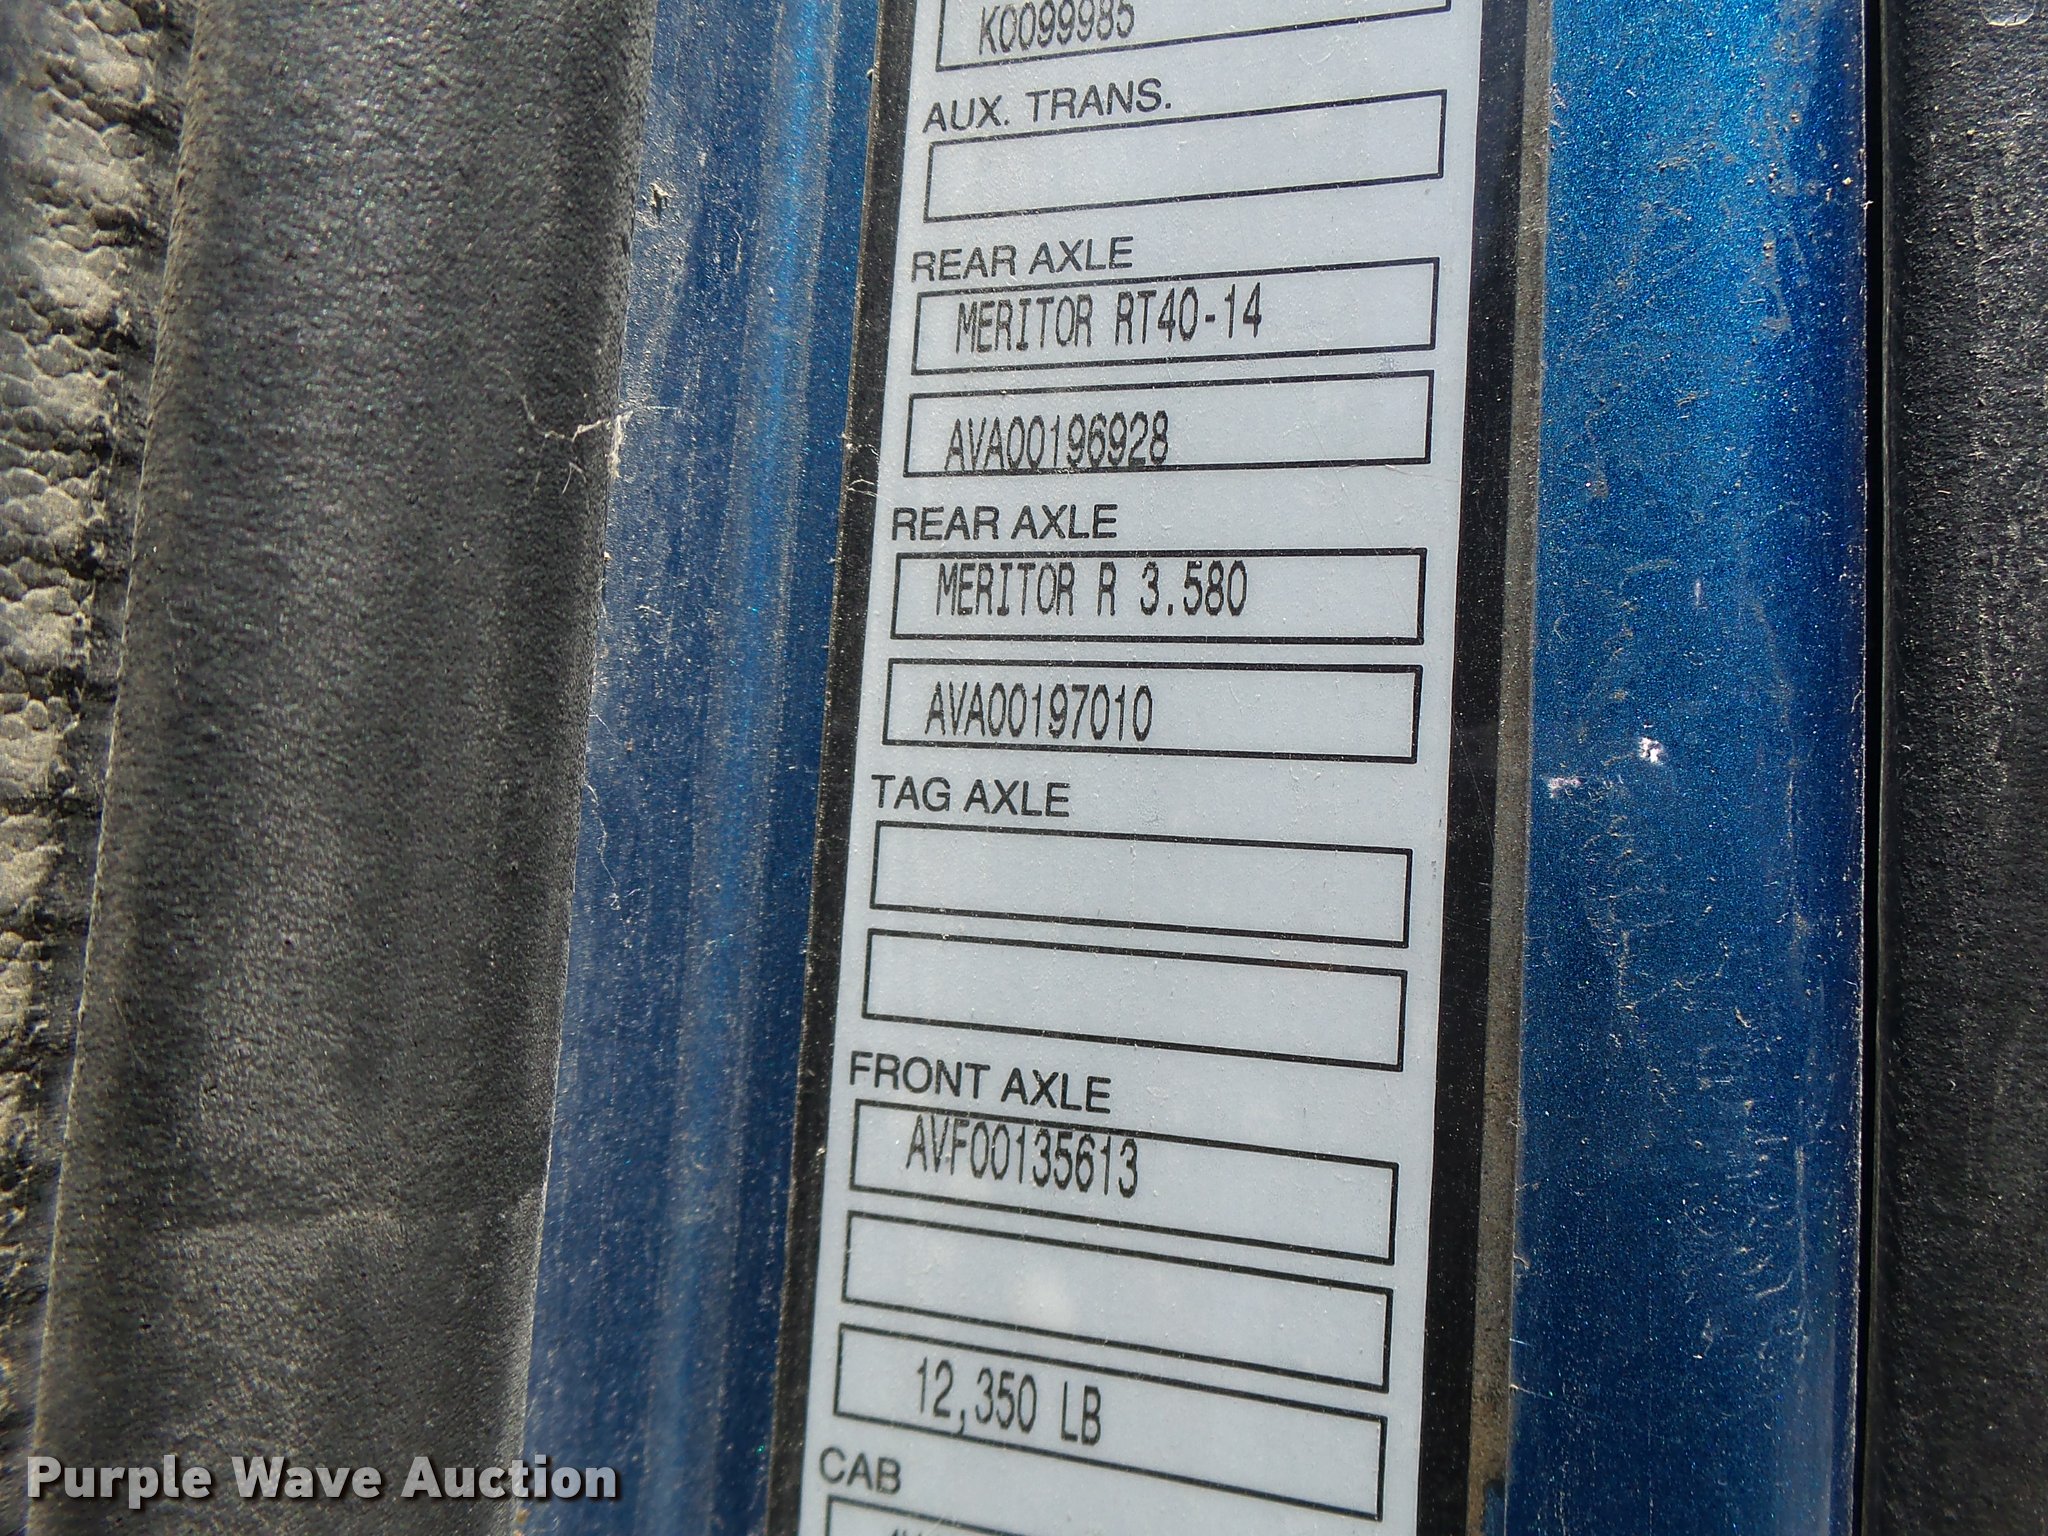 K0099985
AUX. TRANS.
REAR AXLE
MERITOR RT40-14
AVA00196928
REAR AXLE
MERITOR R 3.580
AVA00197010
TAG AXLE
FRONT AXLE
AVF00135613
12,350 LB
CAB
Purple Wave Auction